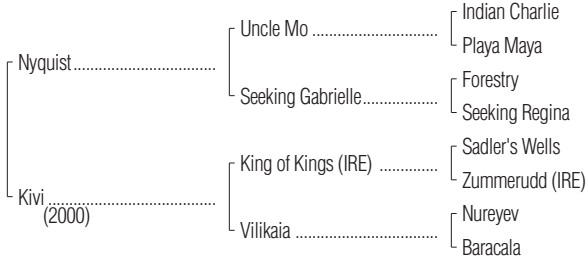 Indian Charlie
Uncle Mo ................................
Playa Maya
Nyquist ....................................
Forestry
Seeking Gabrielle ...................
Seeking Regina
Sadler's Wells
King of Kings (IRE) ..............
Zummerudd (IRE)
Kivi ..........................................
(2000)
Nureyev
Vilikaia ....................................
Baracala